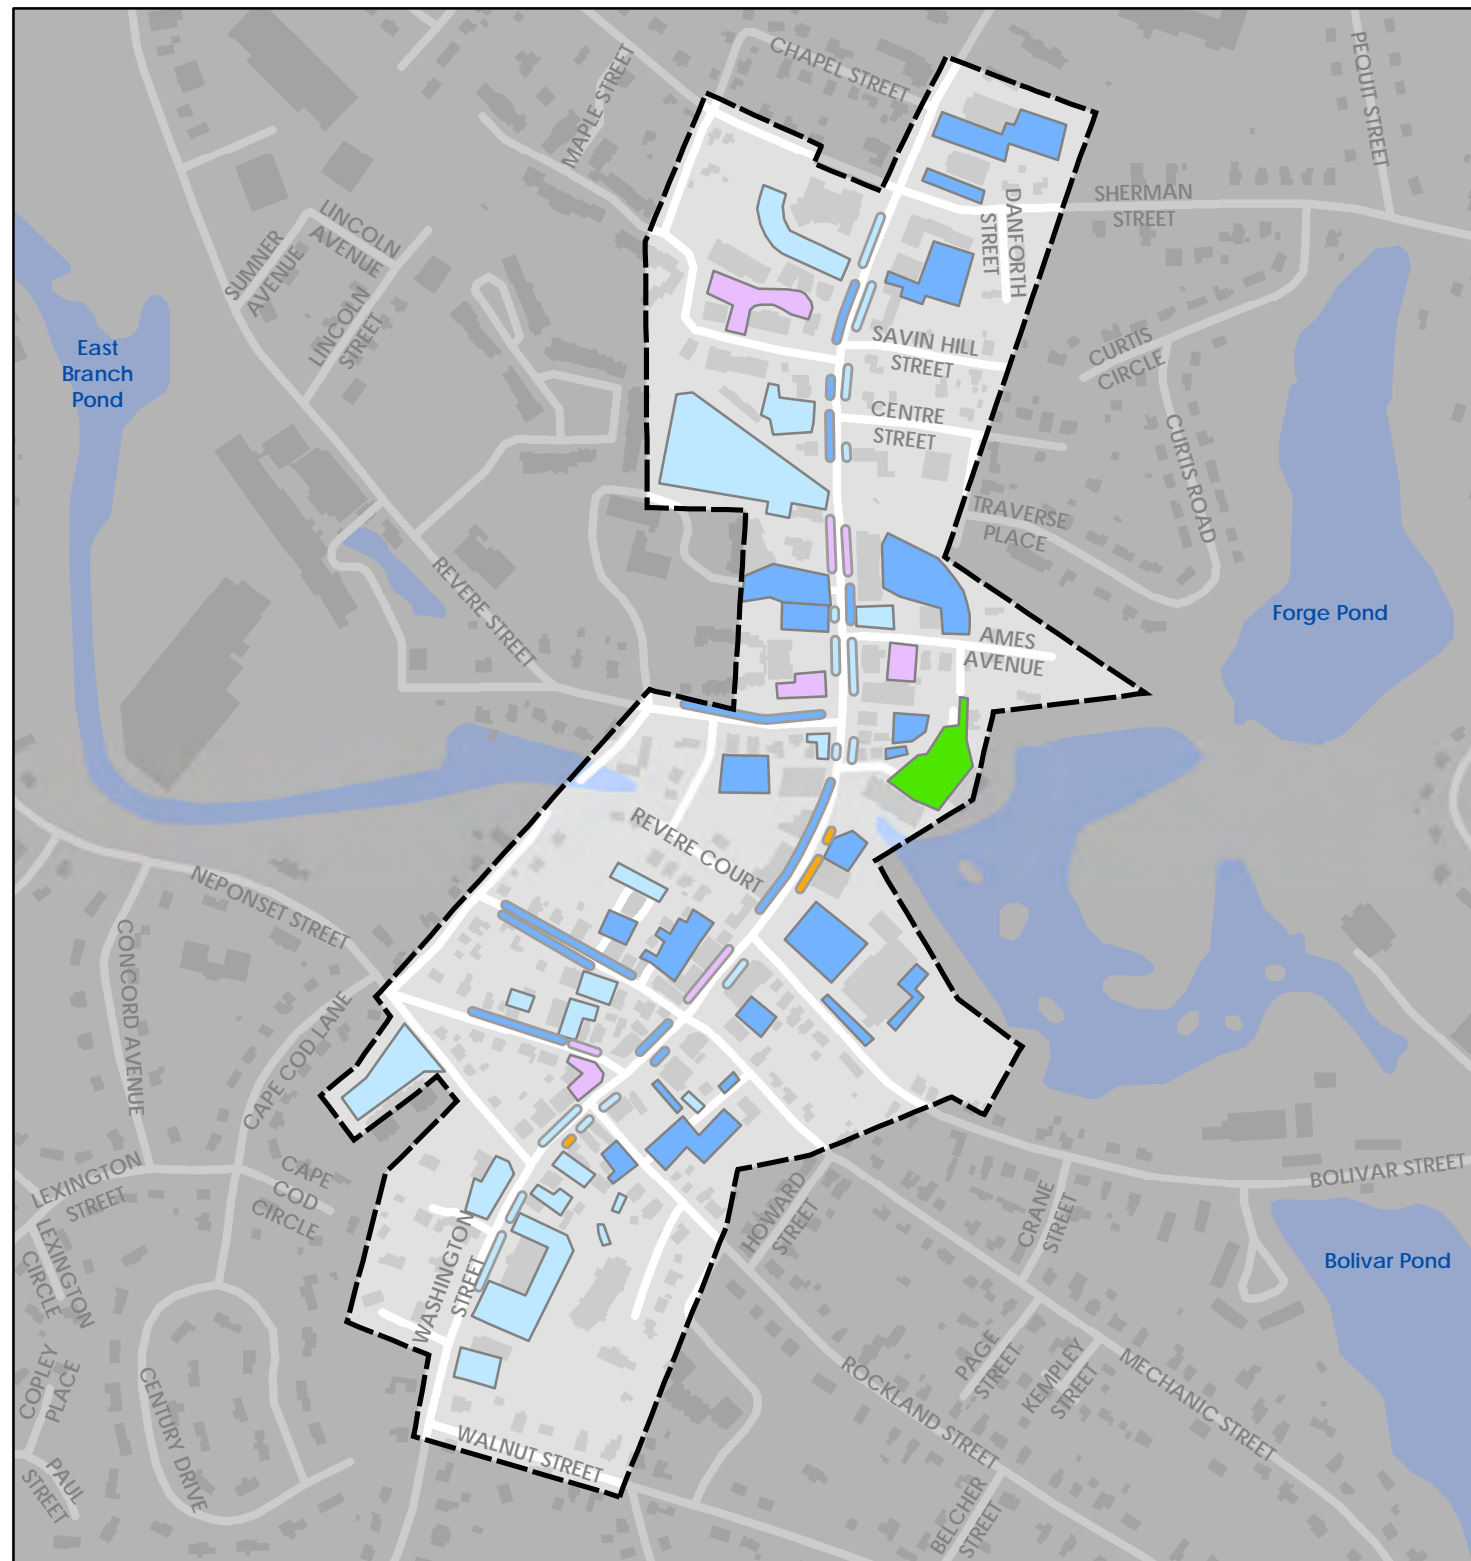 CHAPEL STREET
MAPLE STREET
PEQUIT STREET
SHERMAN
STREET
DANFORTH
STREET
LINCOLN
AVENUE
SUMNER
AVENUE
LINCOLN
STREET
East
Branch
Pond
SAVIN HILL
STREET
CURTIS
CIRCLE
CENTRE
STREET
CURTIS ROAD
TRAVERSE
PLACE
REVERE STREET
Forge Pond
AMES
AVENUE
REVERE COURT
NEPONSET STREET
CONCORD AVENUE
CAPE COD LANE
LEXINGTON
STREET
CAPE
COD
CIRCLE
LEXINGTON
CIRCLE
BOLIVAR STREET
CRANE
STREET
HOWARD
STREET
Bolivar Pond
WASHINGTON
STREET
COPLEY
PLACE
CENTURY DRIVE
PAGE
STREET
KEMPLEY
STREET
MECHANIC STREET
ROCKLAND STREET
WALNUT STREET
PAUL
STREET
BELCHER
STREET